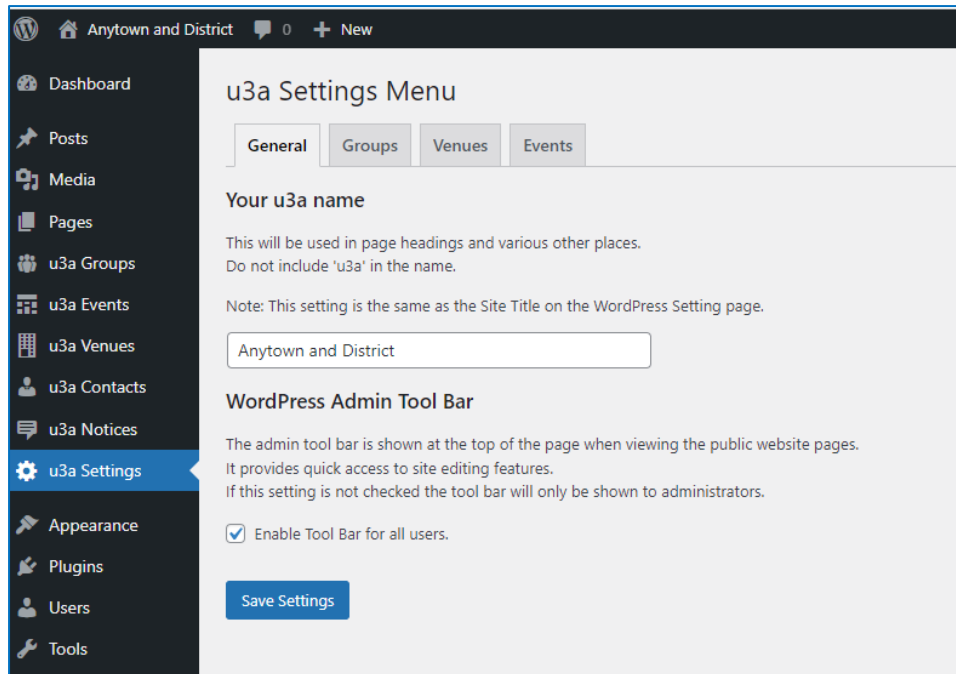 Anytown and District 0 + New
Dashboard
Posts
Media
Pages
u3a Groups
u3a Events
u3a Venues
u3a Contacts
u3a Notices
u3a Settings
Appearance
Plugins
Users
Tools
u3a Settings Menu
General Groups Venues Events
Your u3a name
This will be used in page headings and various other places.
Do not include 'u3a' in the name.
Note: This setting is the same as the Site Title on the WordPress Setting page.
Anytown and District
WordPress Admin Tool Bar
The admin tool bar is shown at the top of the page when viewing the public website pages.
It provides quick access to site editing features.
If this setting is not checked the tool bar will only be shown to administrators.
Enable Tool Bar for all users.
Save Settings